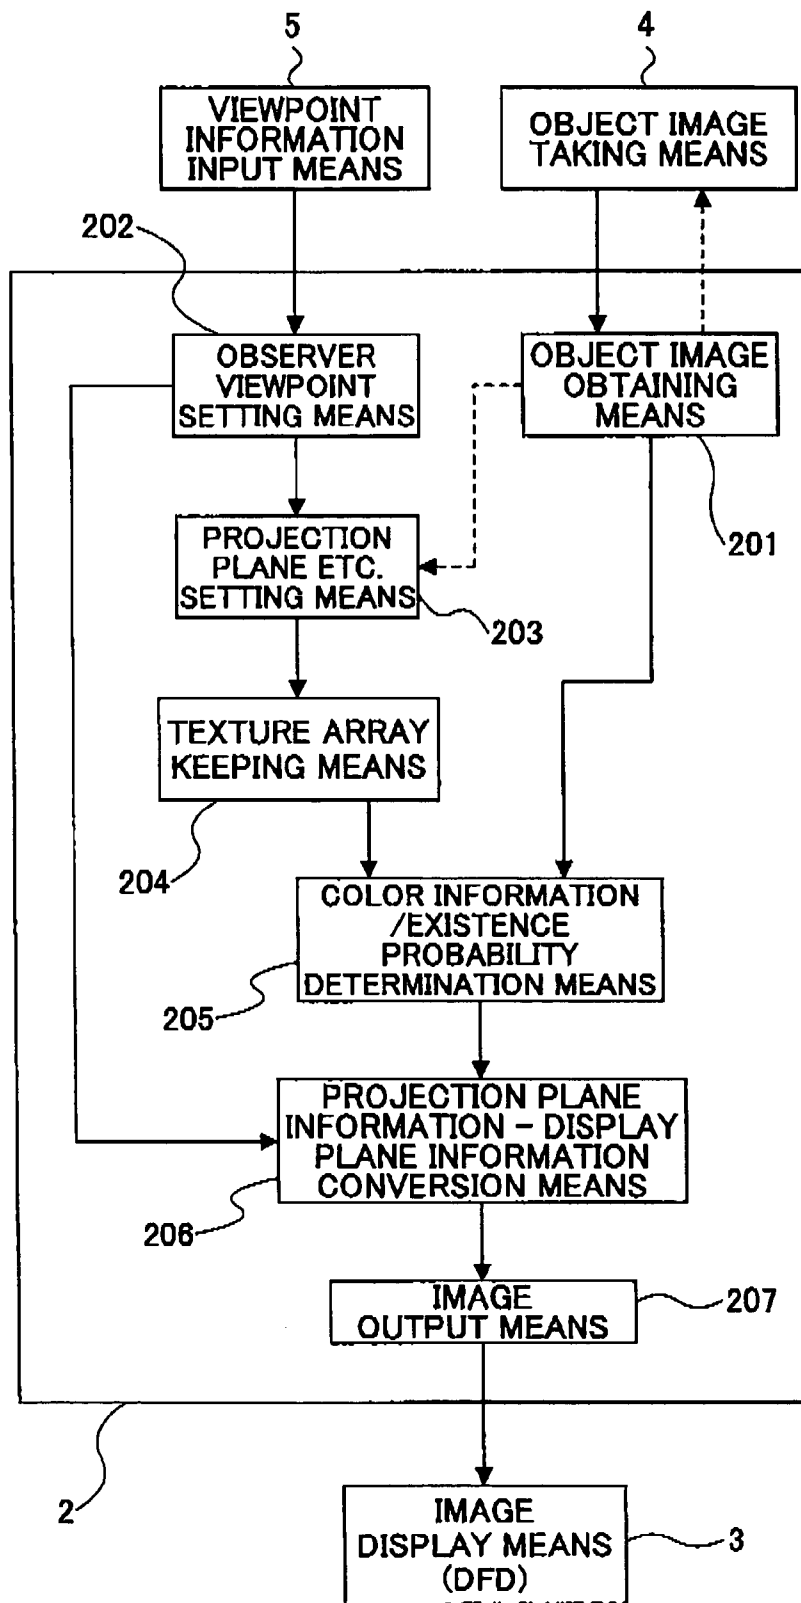 5
4
VIEWPOINT
INFORMATION
INPUT MEANS
OBJECT IMAGE
TAKING MEANS
202
OBSERVER
VIEWPOINT
SETTING MEANS
OBJECT IMAGE
OBTAINING
MEANS
201
PROJECTION
PLANE ETC.
SETTING MEANS
203
TEXTURE ARRAY
KEEPING MEANS
204
COLOR INFORMATION
/EXISTENCE
PROBABILITY
DETERMINATION MEANS
205
PROJECTION PLANE
INFORMATION – DISPLAY
PLANE INFORMATION
CONVERSION MEANS
206
IMAGE
OUTPUT MEANS
207
2
IMAGE
DISPLAY MEANS
(DFD)
3